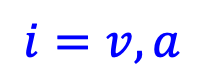 i = v, a